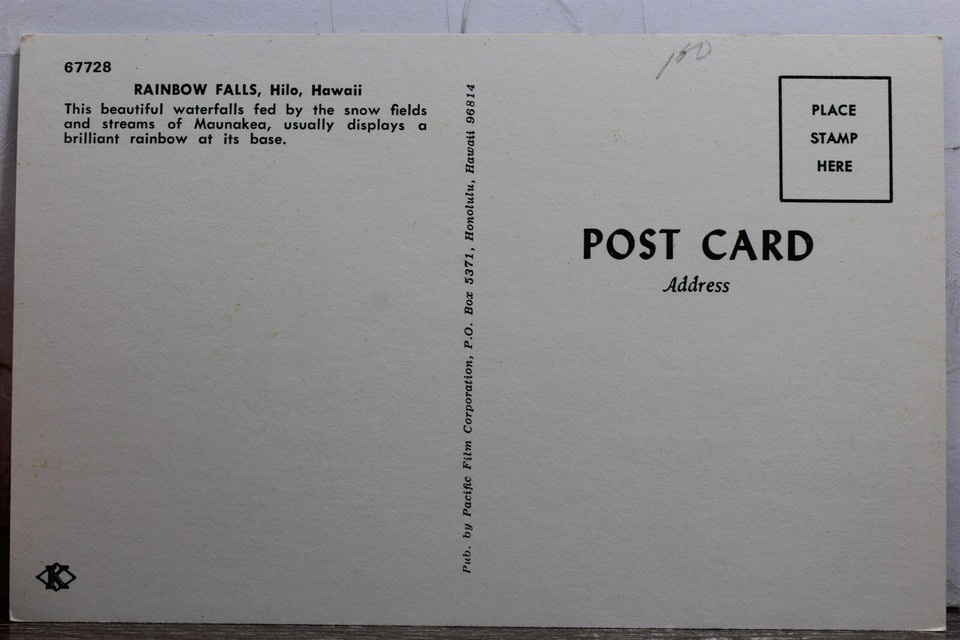 67728
RAINBOW FALLS, Hilo, Hawaii
This beautiful waterfalls fed by the snow fields
and streams of Maunakea, usually displays a
brilliant rainbow at its base.
K
Pub. by Pacific Film Corporation, P.O. Box 5371, Honolulu, Hawaii 96814
PLACE
STAMP
HERE
POST CARD
Address